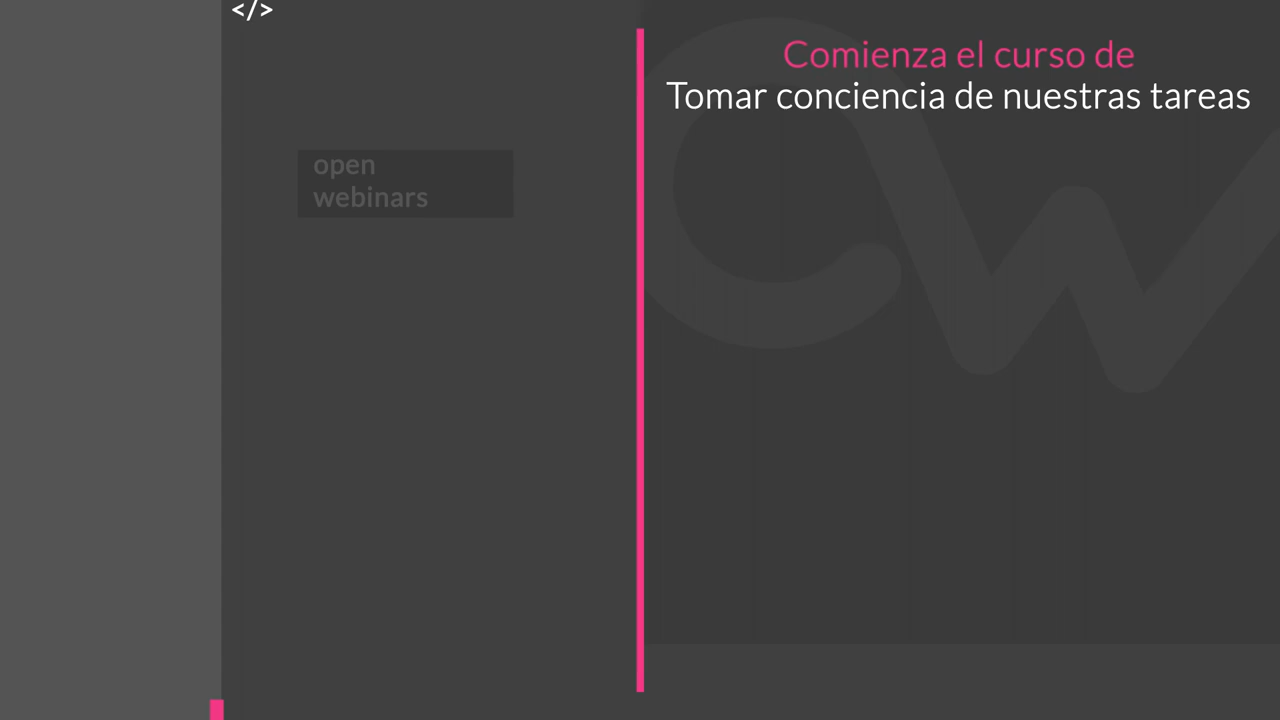 </>
open
webinars
Comienza el curso de
Tomar conciencia de nuestras tareas